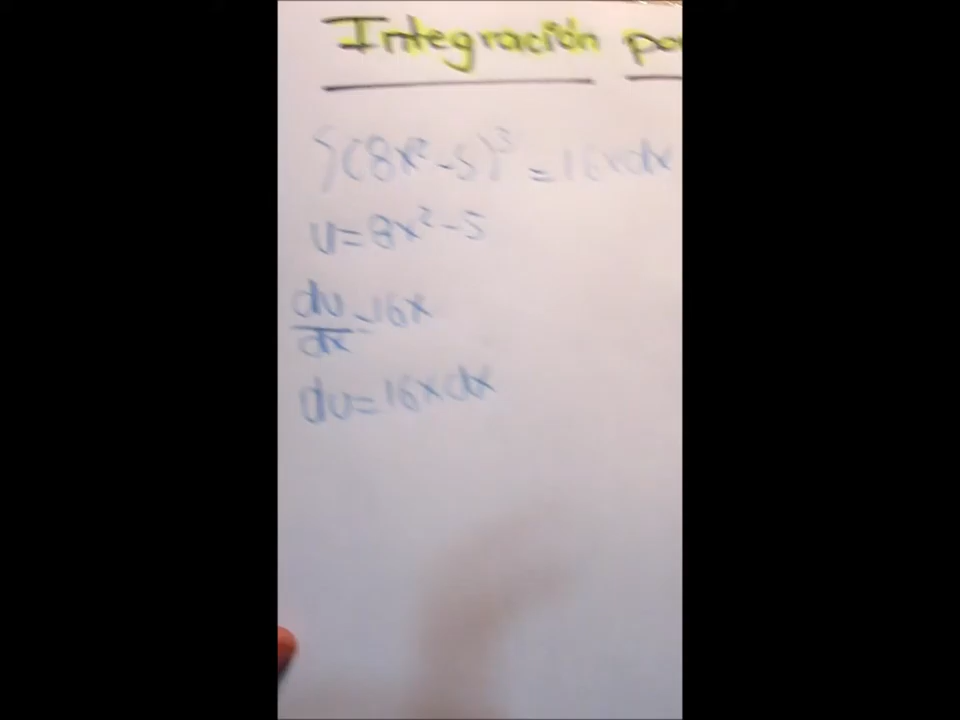 Integración po
∫(8x²-5)³ = 16xdx
u=8x²-5
du/dx=16x
du=16xdx